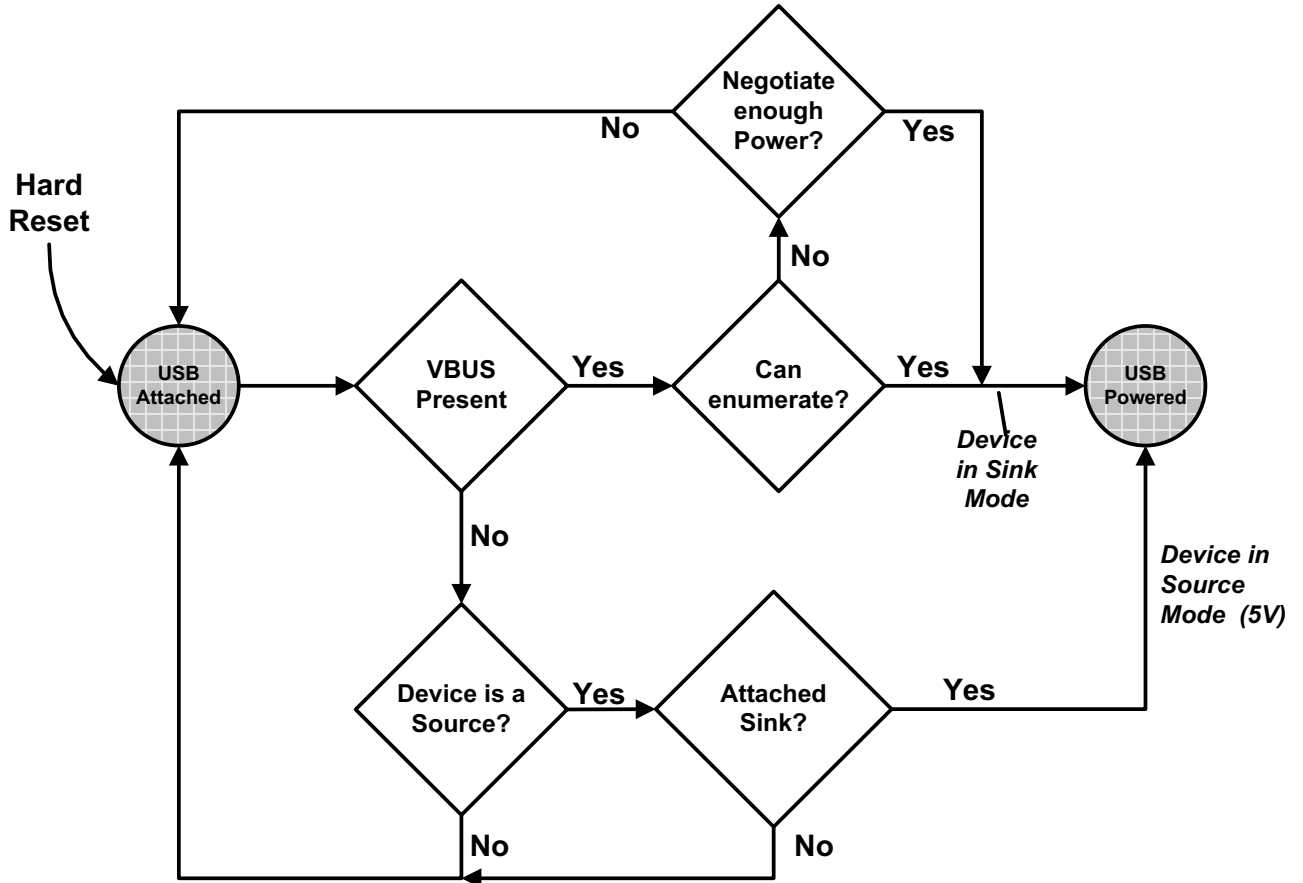 Negotiate
enough
Power?
No
Yes
Hard
Reset
No
USB
Attached
VBUS
Present
Yes
Can
enumerate?
Yes
USB
Powered
Device
in Sink
Mode
No
Device in
Source
Mode (5V)
Device is a
Source?
Yes
Attached
Sink?
Yes
No
No